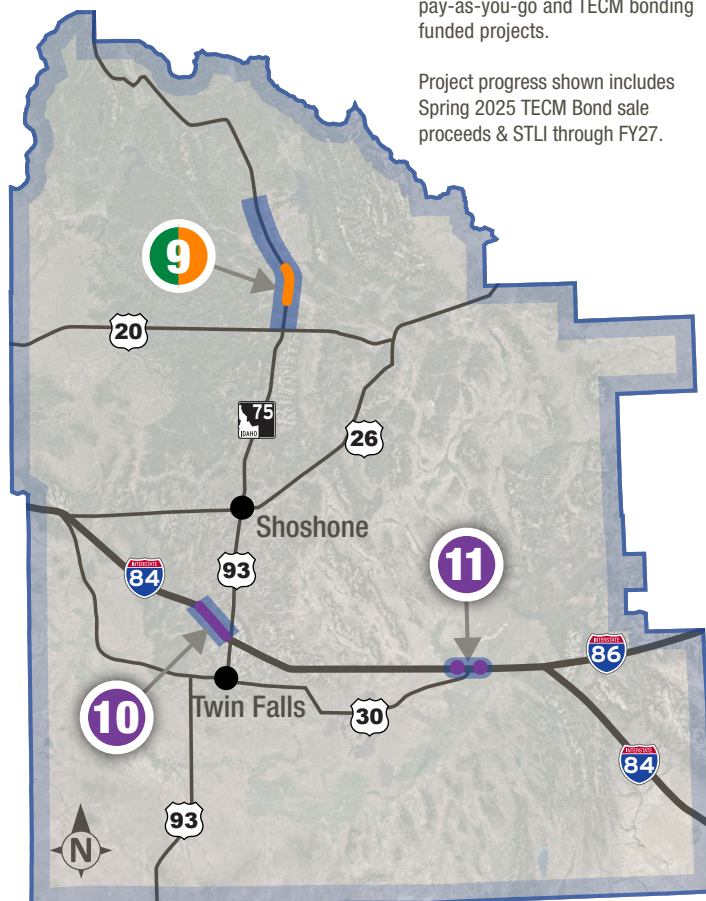 pay-as-you-go and TECM bonding
funded projects.
Project progress shown includes
Spring 2025 TECM Bond sale
proceeds & STLI through FY27.
9
20
75
IDAHO
26
Shoshone
93
INTERSTATE
84
11
INTERSTATE
86
10
Twin Falls
30
INTERSTATE
84
93
N